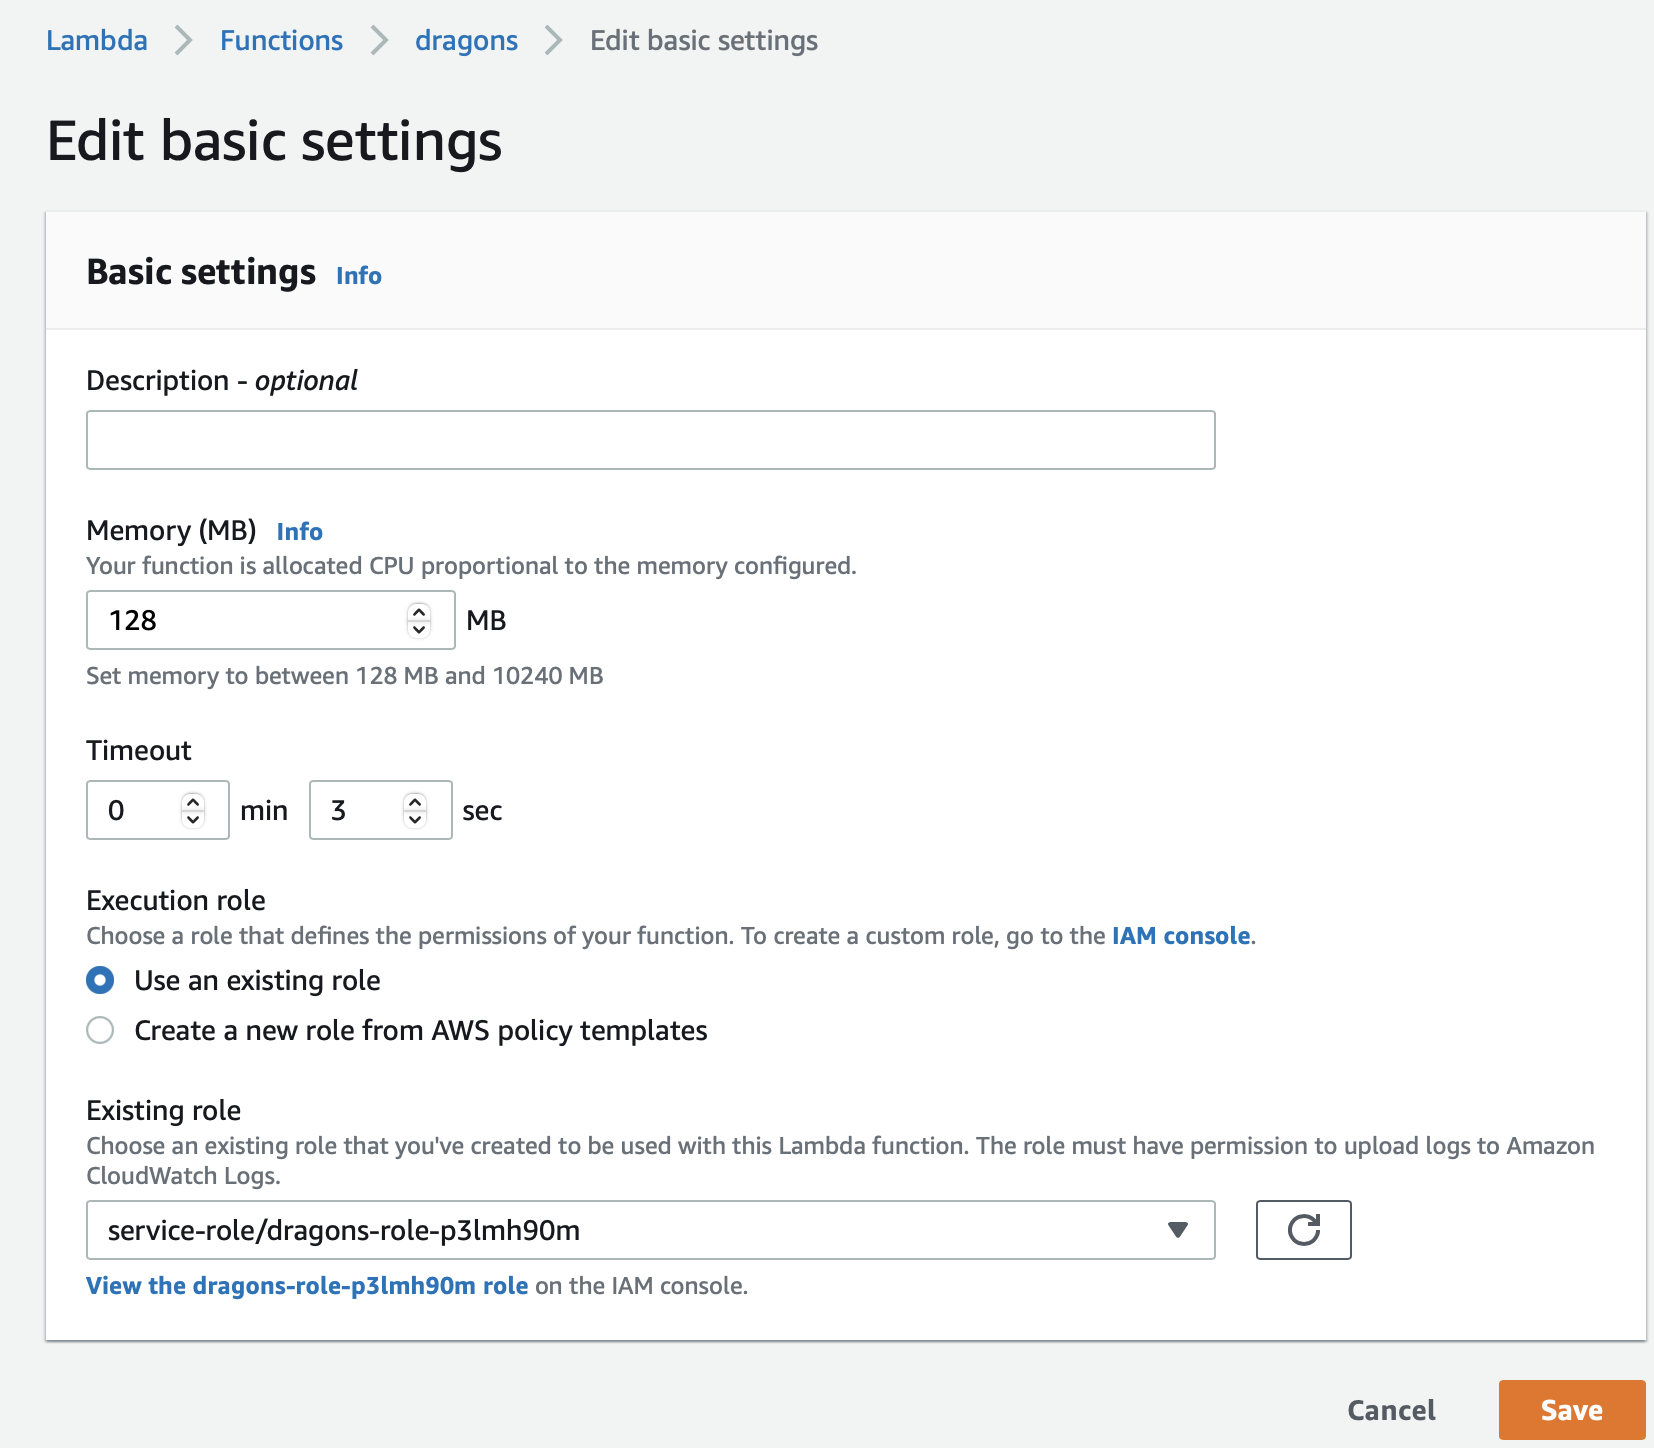 Lambda > Functions > dragons > Edit basic settings
Edit basic settings
Basic settings Info
Description - optional
Memory (MB) Info
Your function is allocated CPU proportional to the memory configured.
128 MB
Set memory to between 128 MB and 10240 MB
Timeout
0 min 3 sec
Execution role
Choose a role that defines the permissions of your function. To create a custom role, go to the IAM console.
Use an existing role
Create a new role from AWS policy templates
Existing role
Choose an existing role that you've created to be used with this Lambda function. The role must have permission to upload logs to Amazon
CloudWatch Logs.
service-role/dragons-role-p3lmh90m
View the dragons-role-p3lmh90m role on the IAM console.
Cancel Save